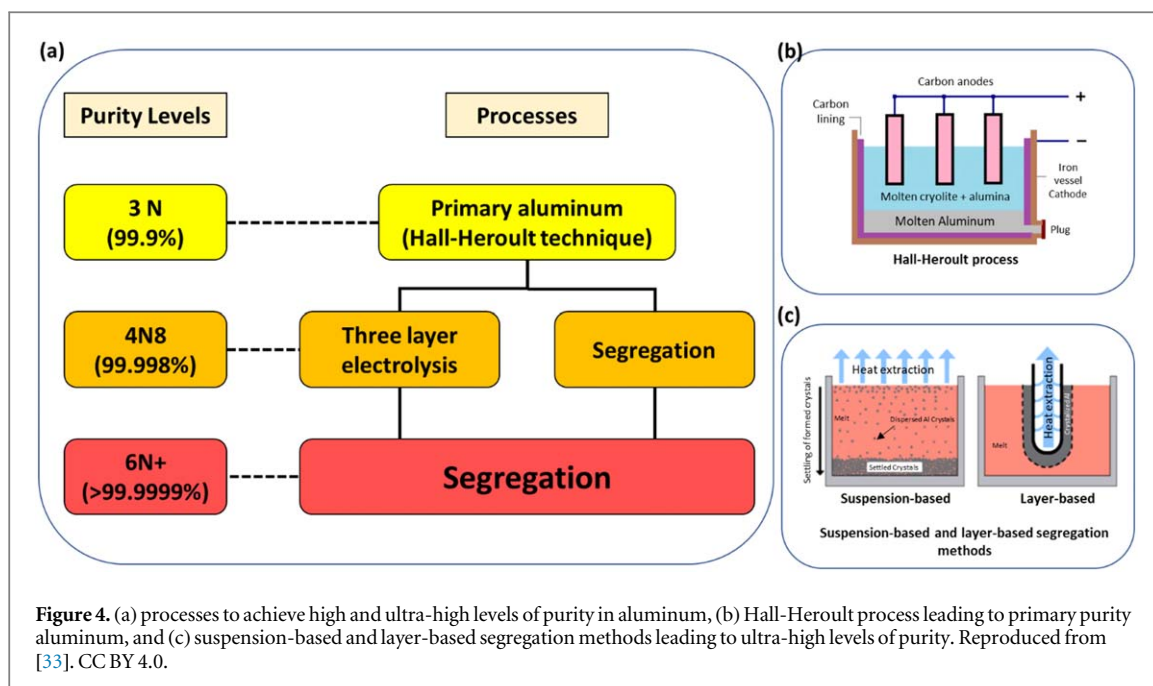 (a)
Purity Levels
Processes
3 N
(99.9%)
Primary aluminum
(Hall-Heroult technique)
4N8
(99.998%)
Three layer
electrolysis
Segregation
6N+
(>99.9999%)
Segregation
(b)
Carbon anodes
+
Carbon
lining
−
Iron
vessel
Cathode
Molten cryolite + alumina
Molten Aluminum
Plug
Hall-Heroult process
(c)
Heat extraction
Settling of formed crystals
Melt
Dispersed Al Crystals
Settled Crystals
Suspension-based
Heat extraction
Crystallized Al
Melt
Layer-based
Suspension-based and layer-based segregation
methods
Figure 4. (a) processes to achieve high and ultra-high levels of purity in aluminum, (b) Hall-Heroult process leading to primary purity
aluminum, and (c) suspension-based and layer-based segregation methods leading to ultra-high levels of purity. Reproduced from
[33]. CC BY 4.0.